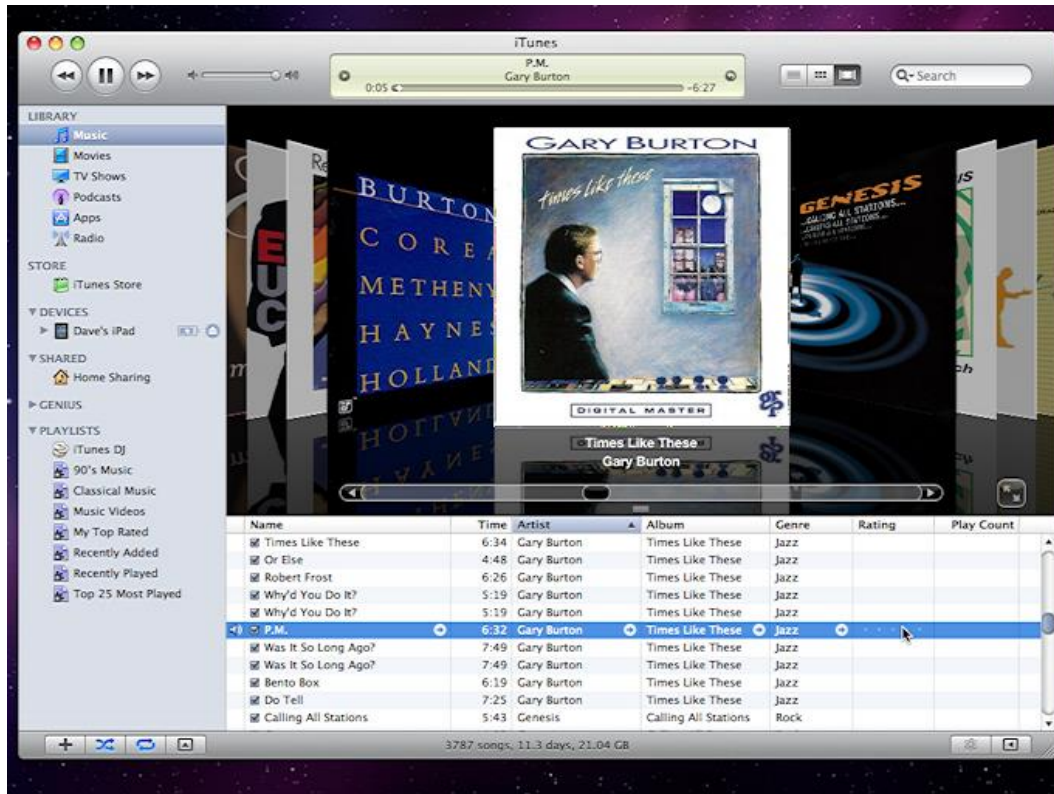 iTunes
P.M.
Gary Burton
0:05
-6:27
Search
LIBRARY
Music
Movies
TV Shows
Podcasts
Apps
Radio
STORE
iTunes Store
DEVICES
Dave's iPad
SHARED
Home Sharing
GENIUS
PLAYLISTS
iTunes DJ
90's Music
Classical Music
Music Videos
My Top Rated
Recently Added
Recently Played
Top 25 Most Played
BURTON
COREA
METHENY
HAYNES
HOLLAND
GARY BURTON
times like these
DIGITAL MASTER
grp
GENESIS
...CALLING ALL STATIONS...
Times Like These
Gary Burton
Name Time Artist Album Genre Rating Play Count
Times Like These 6:34 Gary Burton Times Like These Jazz
Or Else 4:48 Gary Burton Times Like These Jazz
Robert Frost 6:26 Gary Burton Times Like These Jazz
Why'd You Do It? 5:19 Gary Burton Times Like These Jazz
Why'd You Do It? 5:19 Gary Burton Times Like These Jazz
P.M. 6:32 Gary Burton Times Like These Jazz
Was It So Long Ago? 7:49 Gary Burton Times Like These Jazz
Was It So Long Ago? 7:49 Gary Burton Times Like These Jazz
Bento Box 6:19 Gary Burton Times Like These Jazz
Do Tell 7:25 Gary Burton Times Like These Jazz
Calling All Stations 5:43 Genesis Calling All Stations Rock
3787 songs, 11.3 days, 21.04 GB